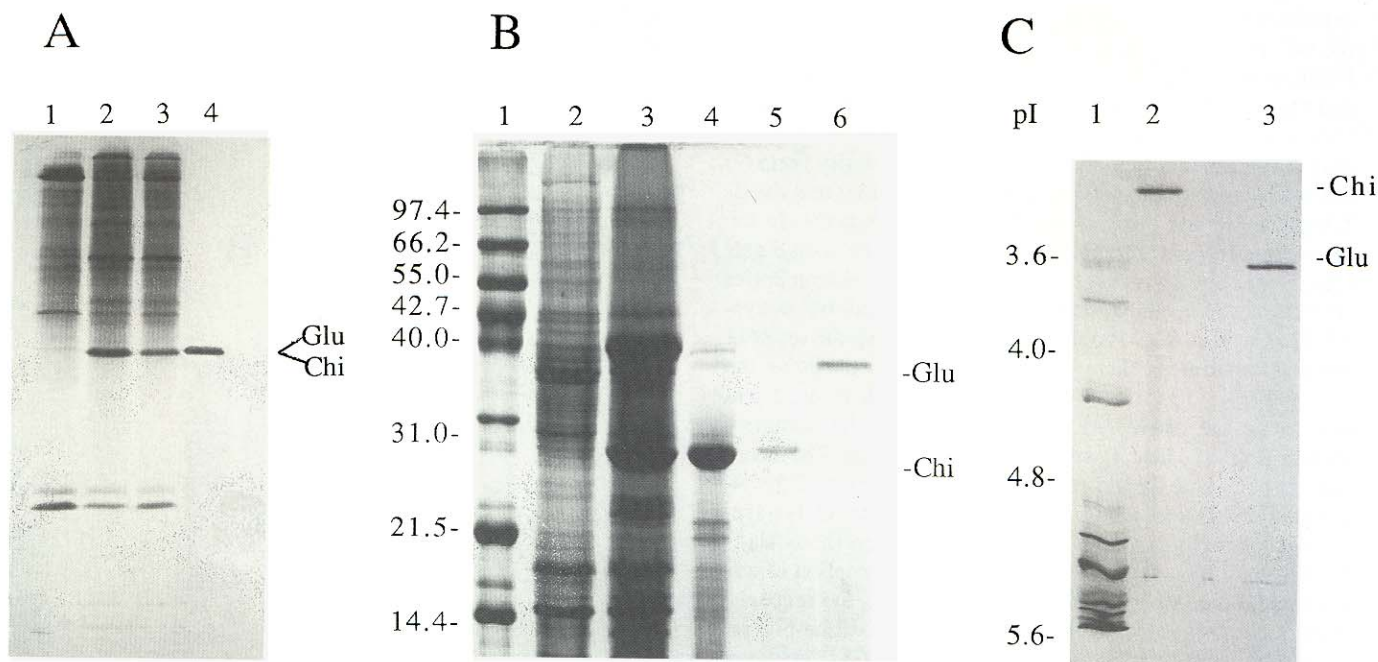 A
B
C
1 2 3 4
1 2 3 4 5 6
pI 1 2 3
Glu
Chi
97.4-
66.2-
55.0-
42.7-
40.0-
31.0-
21.5-
14.4-
-Glu
-Chi
3.6-
4.0-
4.8-
5.6-
-Chi
-Glu